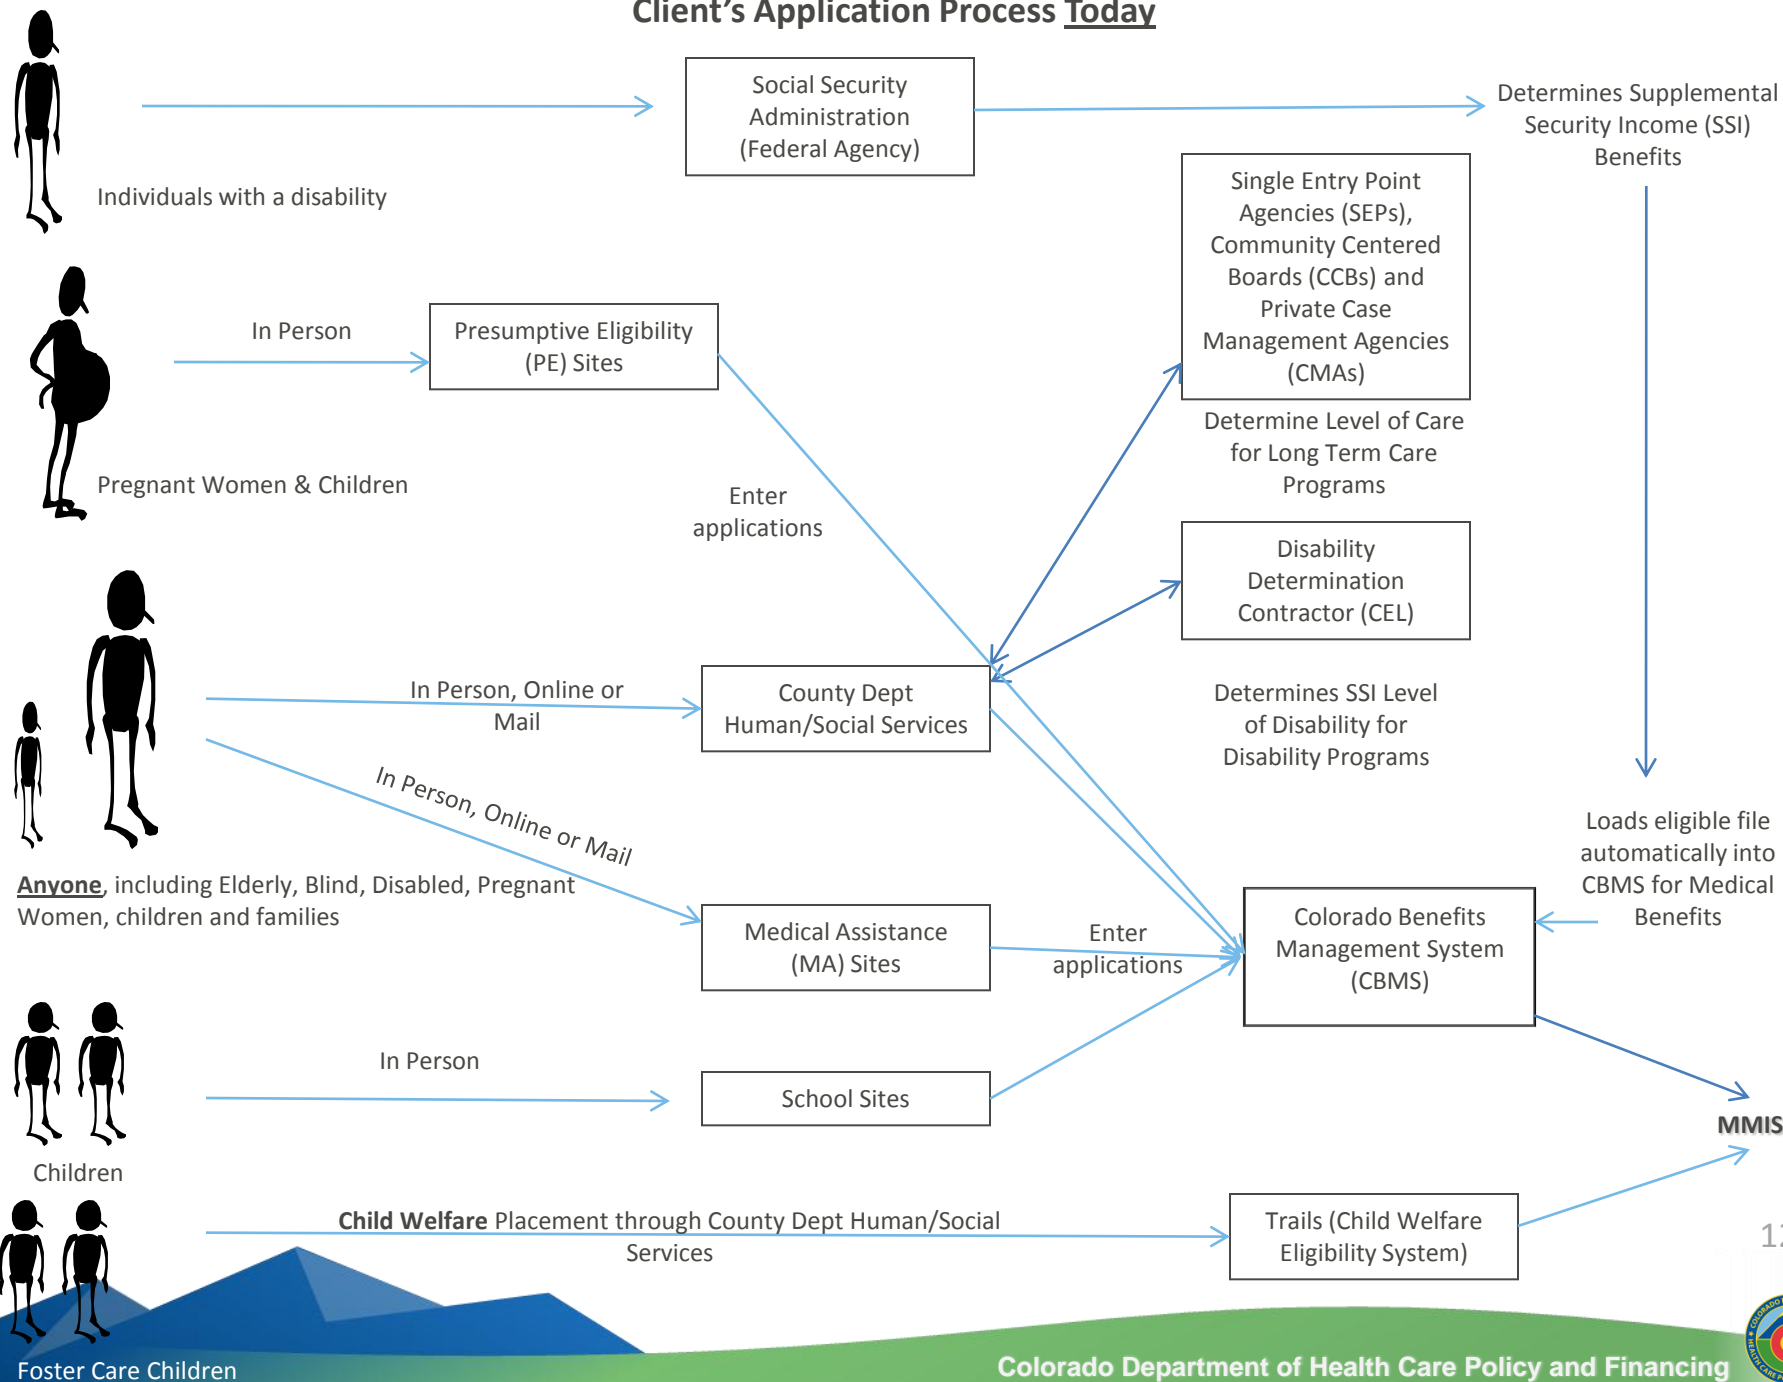 Client's Application Process Today
Social Security
Administration
(Federal Agency)
Determines Supplemental
Security Income (SSI)
Benefits
Individuals with a disability
Single Entry Point
Agencies (SEPs),
Community Centered
Boards (CCBs) and
Private Case
Management Agencies
(CMAs)
In Person
Presumptive Eligibility
(PE) Sites
Determine Level of Care
for Long Term Care
Programs
Pregnant Women & Children
Enter
applications
Disability
Determination
Contractor (CEL)
In Person, Online or
Mail
County Dept
Human/Social Services
Determines SSI Level
of Disability for
Disability Programs
In Person, Online or Mail
Loads eligible file
automatically into
CBMS for Medical
Benefits
Anyone, including Elderly, Blind, Disabled, Pregnant
Women, children and families
Medical Assistance
(MA) Sites
Enter
applications
Colorado Benefits
Management System
(CBMS)
In Person
School Sites
MMIS
Children
Child Welfare Placement through County Dept Human/Social
Services
Trails (Child Welfare
Eligibility System)
Foster Care Children
Colorado Department of Health Care Policy and Financing